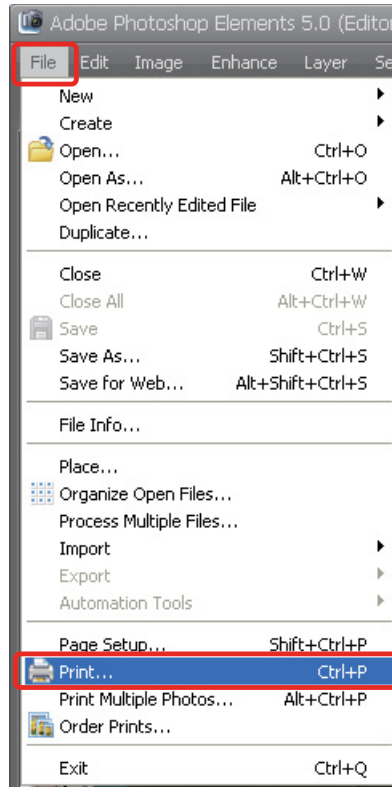 Adobe Photoshop Elements 5.0 (Editor
File Edit Image Enhance Layer Se
New
Create
Open... Ctrl+O
Open As... Alt+Ctrl+O
Open Recently Edited File
Duplicate...
Close Ctrl+W
Close All Alt+Ctrl+W
Save Ctrl+S
Save As... Shift+Ctrl+S
Save for Web... Alt+Shift+Ctrl+S
File Info...
Place...
Organize Open Files...
Process Multiple Files...
Import
Export
Automation Tools
Page Setup... Shift+Ctrl+P
Print... Ctrl+P
Print Multiple Photos... Alt+Ctrl+P
Order Prints...
Exit Ctrl+Q